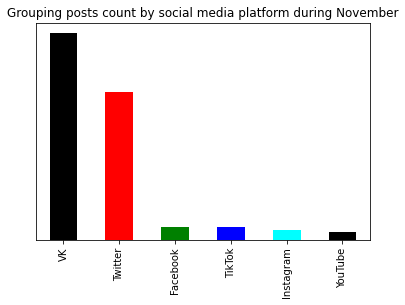 Grouping posts count by social media platform during November
VK
Twitter
Facebook
TikTok
Instagram
YouTube